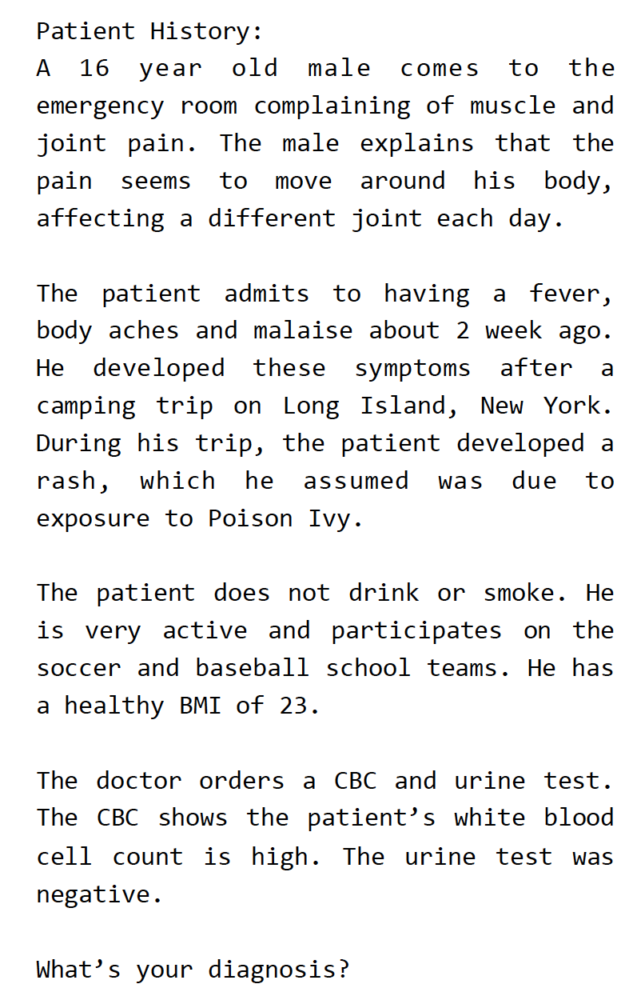 Patient History:
A 16 year old male comes to the
emergency room complaining of muscle and
joint pain. The male explains that the
pain seems to move around his body,
affecting a different joint each day.
The patient admits to having a fever,
body aches and malaise about 2 week ago.
He developed these symptoms after a
camping trip on Long Island, New York.
During his trip, the patient developed a
rash, which he assumed was due to
exposure to Poison Ivy.
The patient does not drink or smoke. He
is very active and participates on the
soccer and baseball school teams. He has
a healthy BMI of 23.
The doctor orders a CBC and urine test.
The CBC shows the patient’s white blood
cell count is high. The urine test was
negative.
What’s your diagnosis?